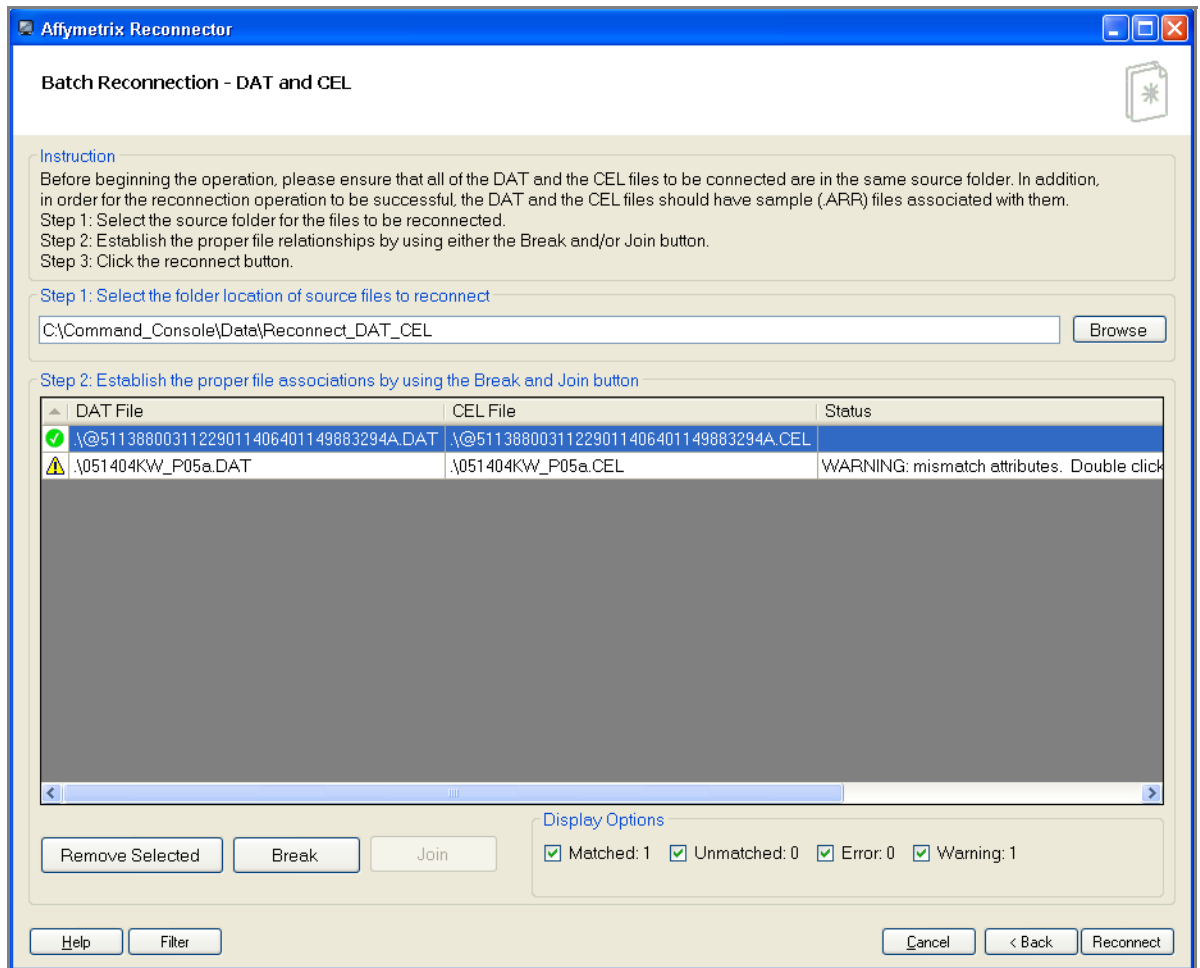 Affymetrix Reconnector
Batch Reconnection - DAT and CEL
Instruction
Before beginning the operation, please ensure that all of the DAT and the CEL files to be connected are in the same source folder. In addition,
in order for the reconnection operation to be successful, the DAT and the CEL files should have sample (.ARR) files associated with them.
Step 1: Select the source folder for the files to be reconnected.
Step 2: Establish the proper file relationships by using either the Break and/or Join button.
Step 3: Click the reconnect button.
Step 1: Select the folder location of source files to reconnect
C:\Command_Console\Data\Reconnect_DAT_CEL Browse
Step 2: Establish the proper file associations by using the Break and Join button
DAT File CEL File Status
.\@51138800311229011406401149883294A.DAT .\@51138800311229011406401149883294A.CEL
.\051404KW_P05a.DAT .\051404KW_P05a.CEL WARNING: mismatch attributes. Double click
Display Options
Remove Selected Break Join Matched: 1 Unmatched: 0 Error: 0 Warning: 1
Help Filter Cancel < Back Reconnect